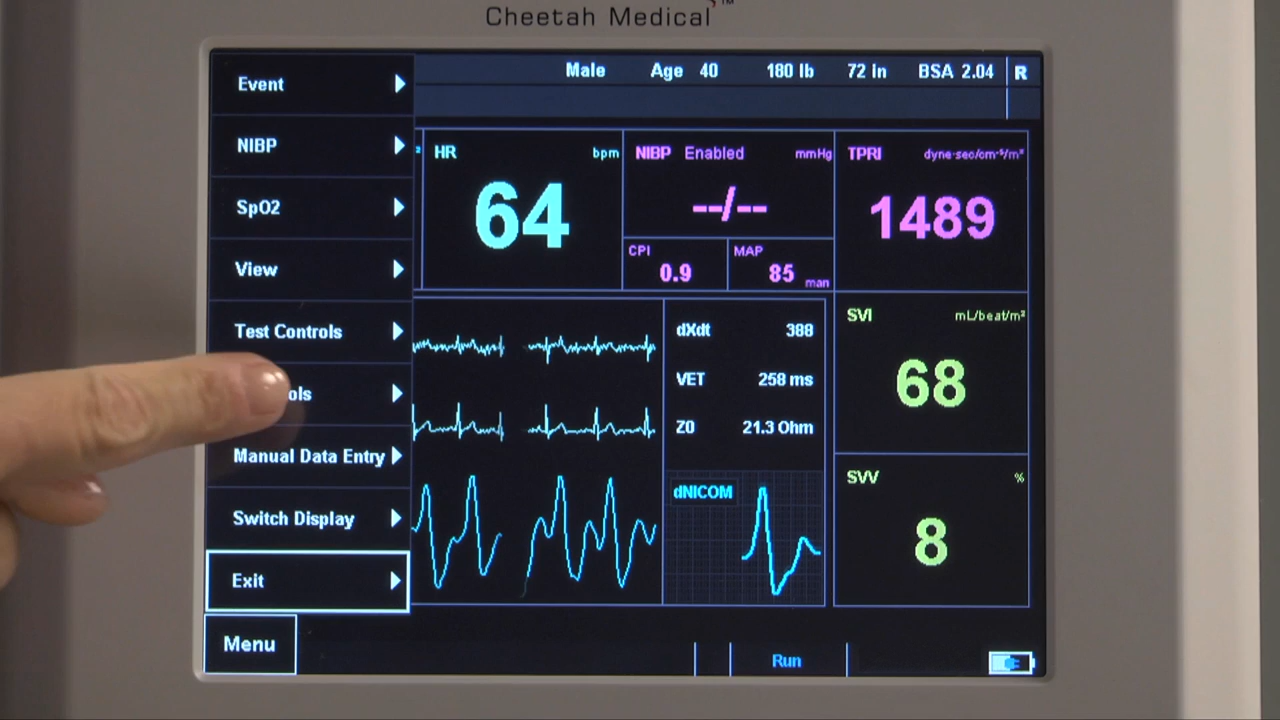 Cheetah Medical™
Male Age 40 180 lb 72 in BSA 2.04 R
Event
NIBP
SpO2
View
Test Controls
Manual Data Entry
Switch Display
Exit
Menu
HR bpm
64
NIBP Enabled mmHg
--/--
CPI
0.9
MAP
85 man
TPRI dyne·sec/cm⁻⁵/m²
1489
dXdt 388
VET 258 ms
Z0 21.3 Ohm
dNICOM
SVI mL/beat/m²
68
SVV %
8
Run